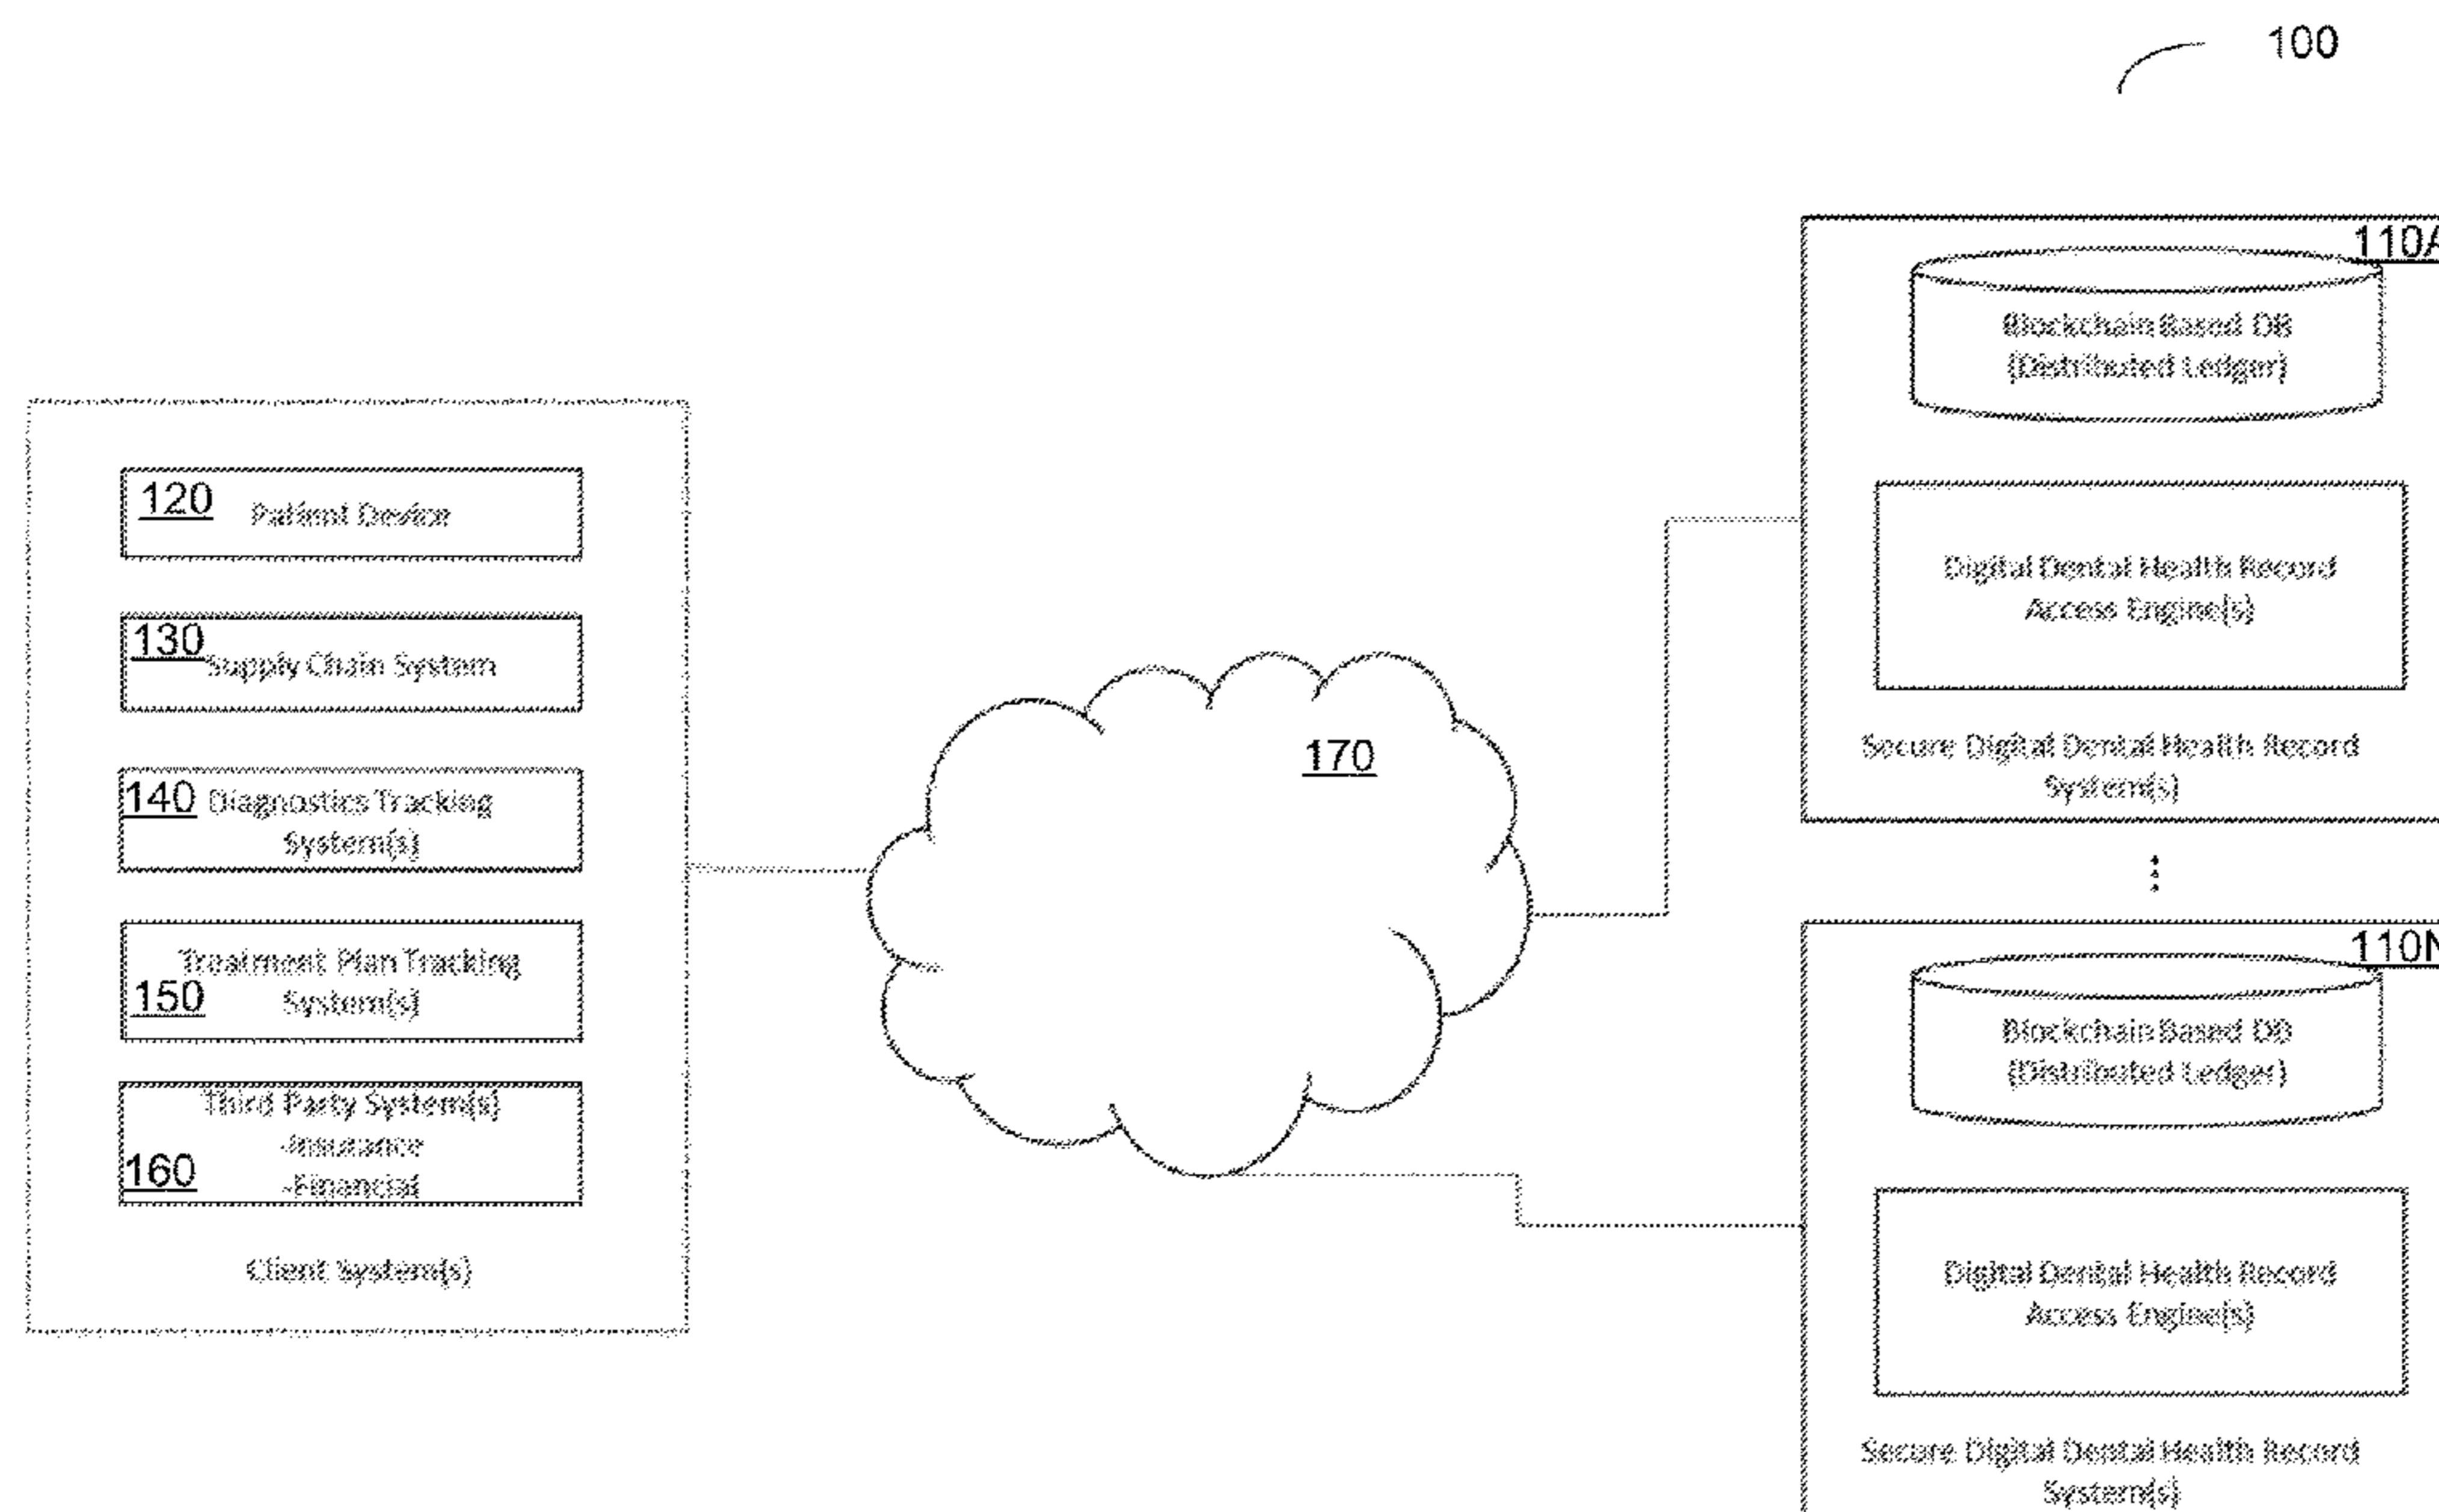 100
120 Patient Device
130 Supply Chain System
140 Diagnostics Tracking
System(s)
Treatment Plan Tracking
150 System(s)
Third Party System(s)
-Insurance
160 -Financial
Client System(s)
170
110A
Blockchain Based DB
(Distributed Ledger)
Digital Dental Health Record
Access Engine(s)
Secure Digital Dental Health Record
System(s)
110N
Blockchain Based DB
(Distributed Ledger)
Digital Dental Health Record
Access Engine(s)
Secure Digital Dental Health Record
System(s)